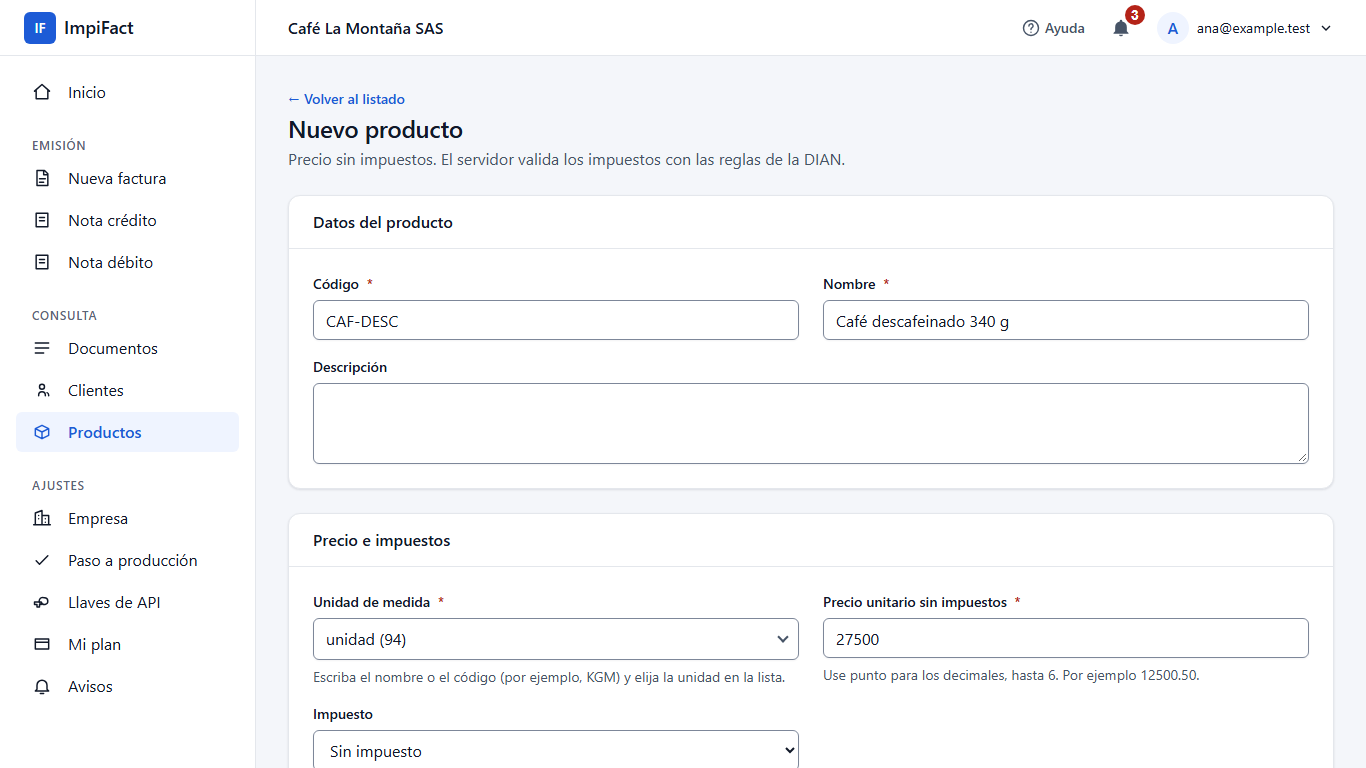 IF ImpiFact
Café La Montaña SAS
Ayuda
3
A
ana@example.test
Inicio
EMISIÓN
Nueva factura
Nota crédito
Nota débito
CONSULTA
Documentos
Clientes
Productos
AJUSTES
Empresa
Paso a producción
Llaves de API
Mi plan
Avisos
← Volver al listado
Nuevo producto
Precio sin impuestos. El servidor valida los impuestos con las reglas de la DIAN.
Datos del producto
Código *
CAF-DESC
Nombre *
Café descafeinado 340 g
Descripción
Precio e impuestos
Unidad de medida *
unidad (94)
Escriba el nombre o el código (por ejemplo, KGM) y elija la unidad en la lista.
Precio unitario sin impuestos *
27500
Use punto para los decimales, hasta 6. Por ejemplo 12500.50.
Impuesto
Sin impuesto